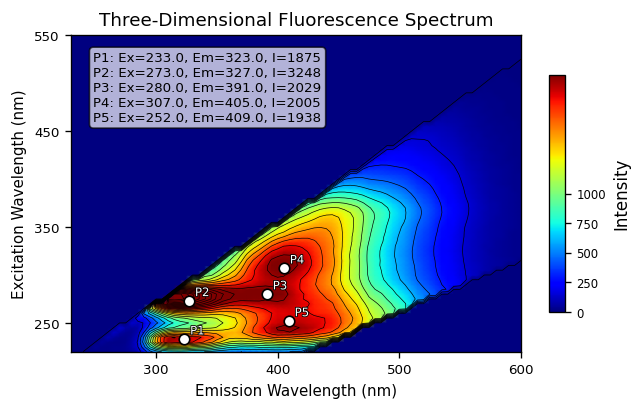 Three-Dimensional Fluorescence Spectrum
P1: Ex=233.0, Em=323.0, I=1875
P2: Ex=273.0, Em=327.0, I=3248
P3: Ex=280.0, Em=391.0, I=2029
P4: Ex=307.0, Em=405.0, I=2005
P5: Ex=252.0, Em=409.0, I=1938
550
450
350
250
Excitation Wavelength (nm)
P4
P3
P2
P5
P1
300
400
500
600
Emission Wavelength (nm)
1000
750
500
250
0
Intensity